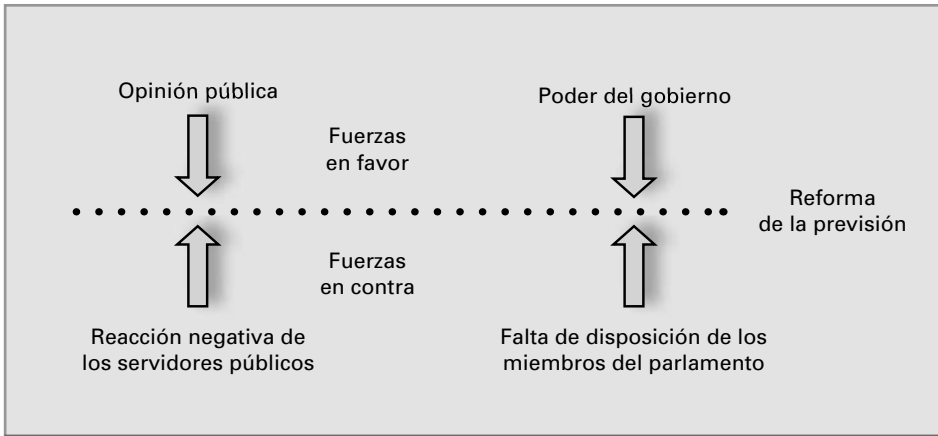 Opinión pública
Poder del gobierno
Fuerzas
en favor
Reforma
de la previsión
Fuerzas
en contra
Reacción negativa de
los servidores públicos
Falta de disposición de los
miembros del parlamento